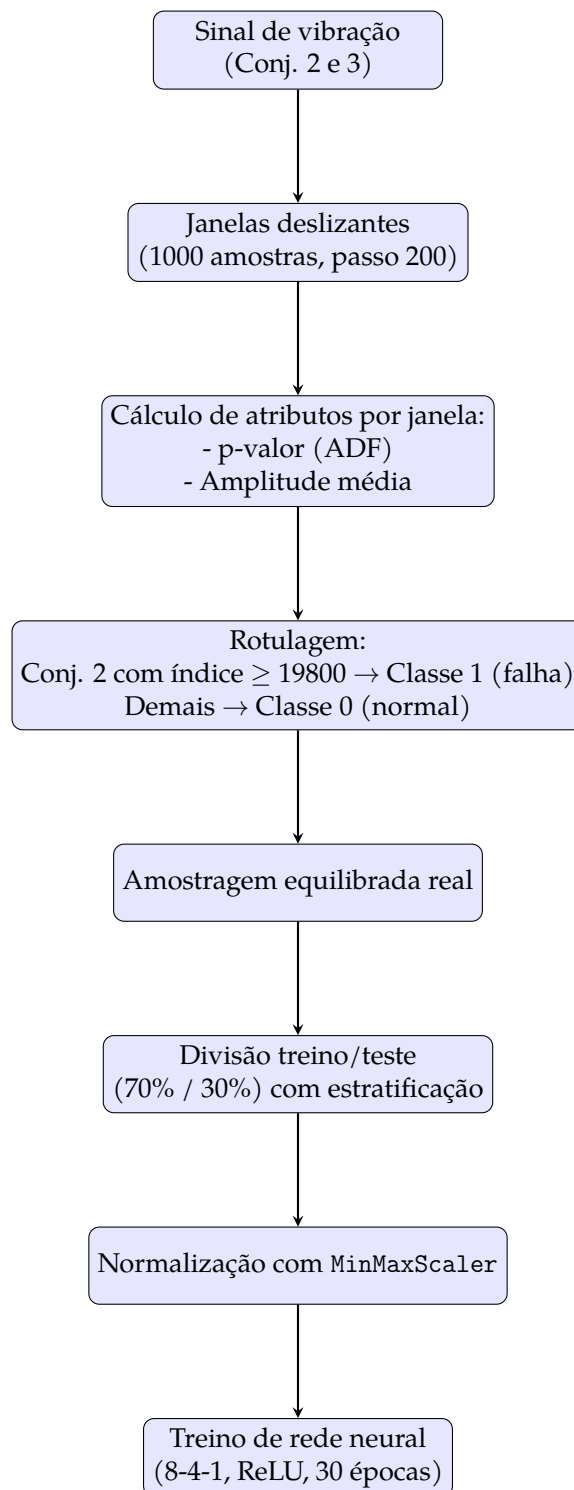 Sinal de vibração
(Conj. 2 e 3)
Janelas deslizantes
(1000 amostras, passo 200)
Cálculo de atributos por janela:
- p-valor (ADF)
- Amplitude média
Rotulagem:
Conj. 2 com índice ≥ 19800 → Classe 1 (falha)
Demais → Classe 0 (normal)
Amostragem equilibrada real
Divisão treino/teste
(70% / 30%) com estratificação
Normalização com MinMaxScaler
Treino de rede neural
(8-4-1, ReLU, 30 épocas)